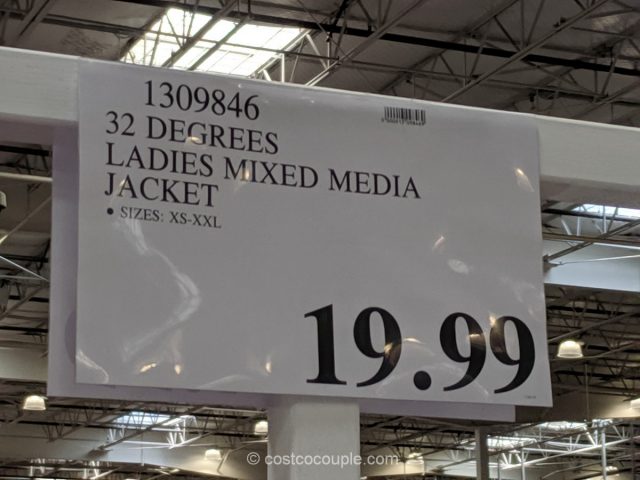 1309846
32 DEGREES
LADIES MIXED MEDIA
JACKET
• SIZES: XS-XXL
19.99
© costcocouple.com